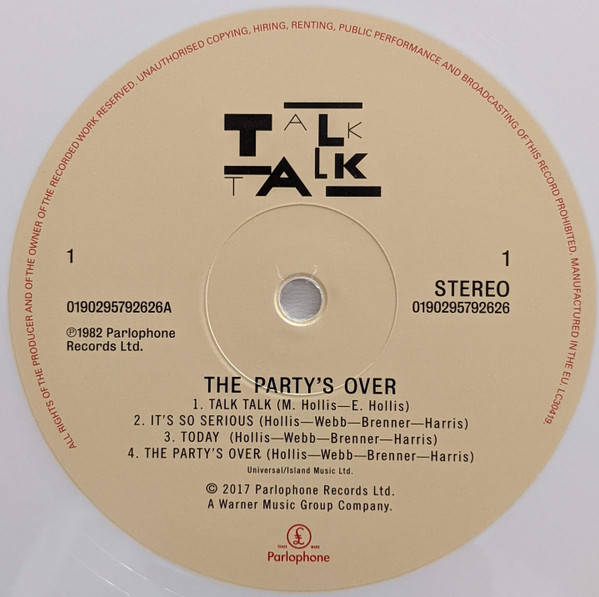 ALL RIGHTS OF THE PRODUCER AND OF THE OWNER OF THE RECORDED WORK RESERVED. UNAUTHORISED COPYING, HIRING, RENTING, PUBLIC PERFORMANCE AND BROADCASTING OF THIS RECORD PROHIBITED. MANUFACTURED IN THE EU. LC30419.
TALK
TALK
1
1
STEREO
0190295792626A
0190295792626
℗1982 Parlophone
Records Ltd.
THE PARTY'S OVER
1. TALK TALK (M. Hollis—E. Hollis)
2. IT'S SO SERIOUS (Hollis—Webb—Brenner—Harris)
3. TODAY (Hollis—Webb—Brenner—Harris)
4. THE PARTY'S OVER (Hollis—Webb—Brenner—Harris)
Universal/Island Music Ltd.
© 2017 Parlophone Records Ltd.
A Warner Music Group Company.
£
TRADE MARK
Parlophone